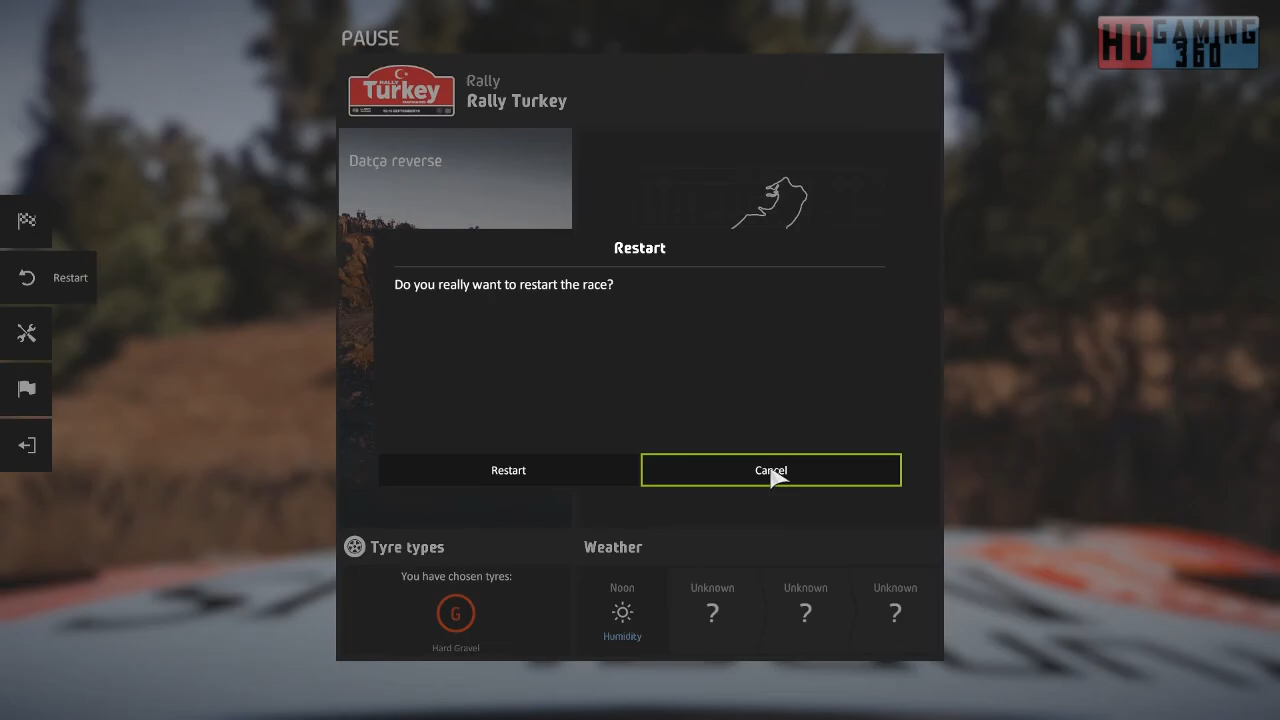 PAUSE
HD GAMING 360
RALLY
Turkey
Rally
Rally Turkey
Datça reverse
Restart
Restart
Do you really want to restart the race?
Restart
Cancel
Tyre types
Weather
You have chosen tyres:
G
Hard Gravel
Noon
Unknown
Unknown
Unknown
?
?
?
Humidity